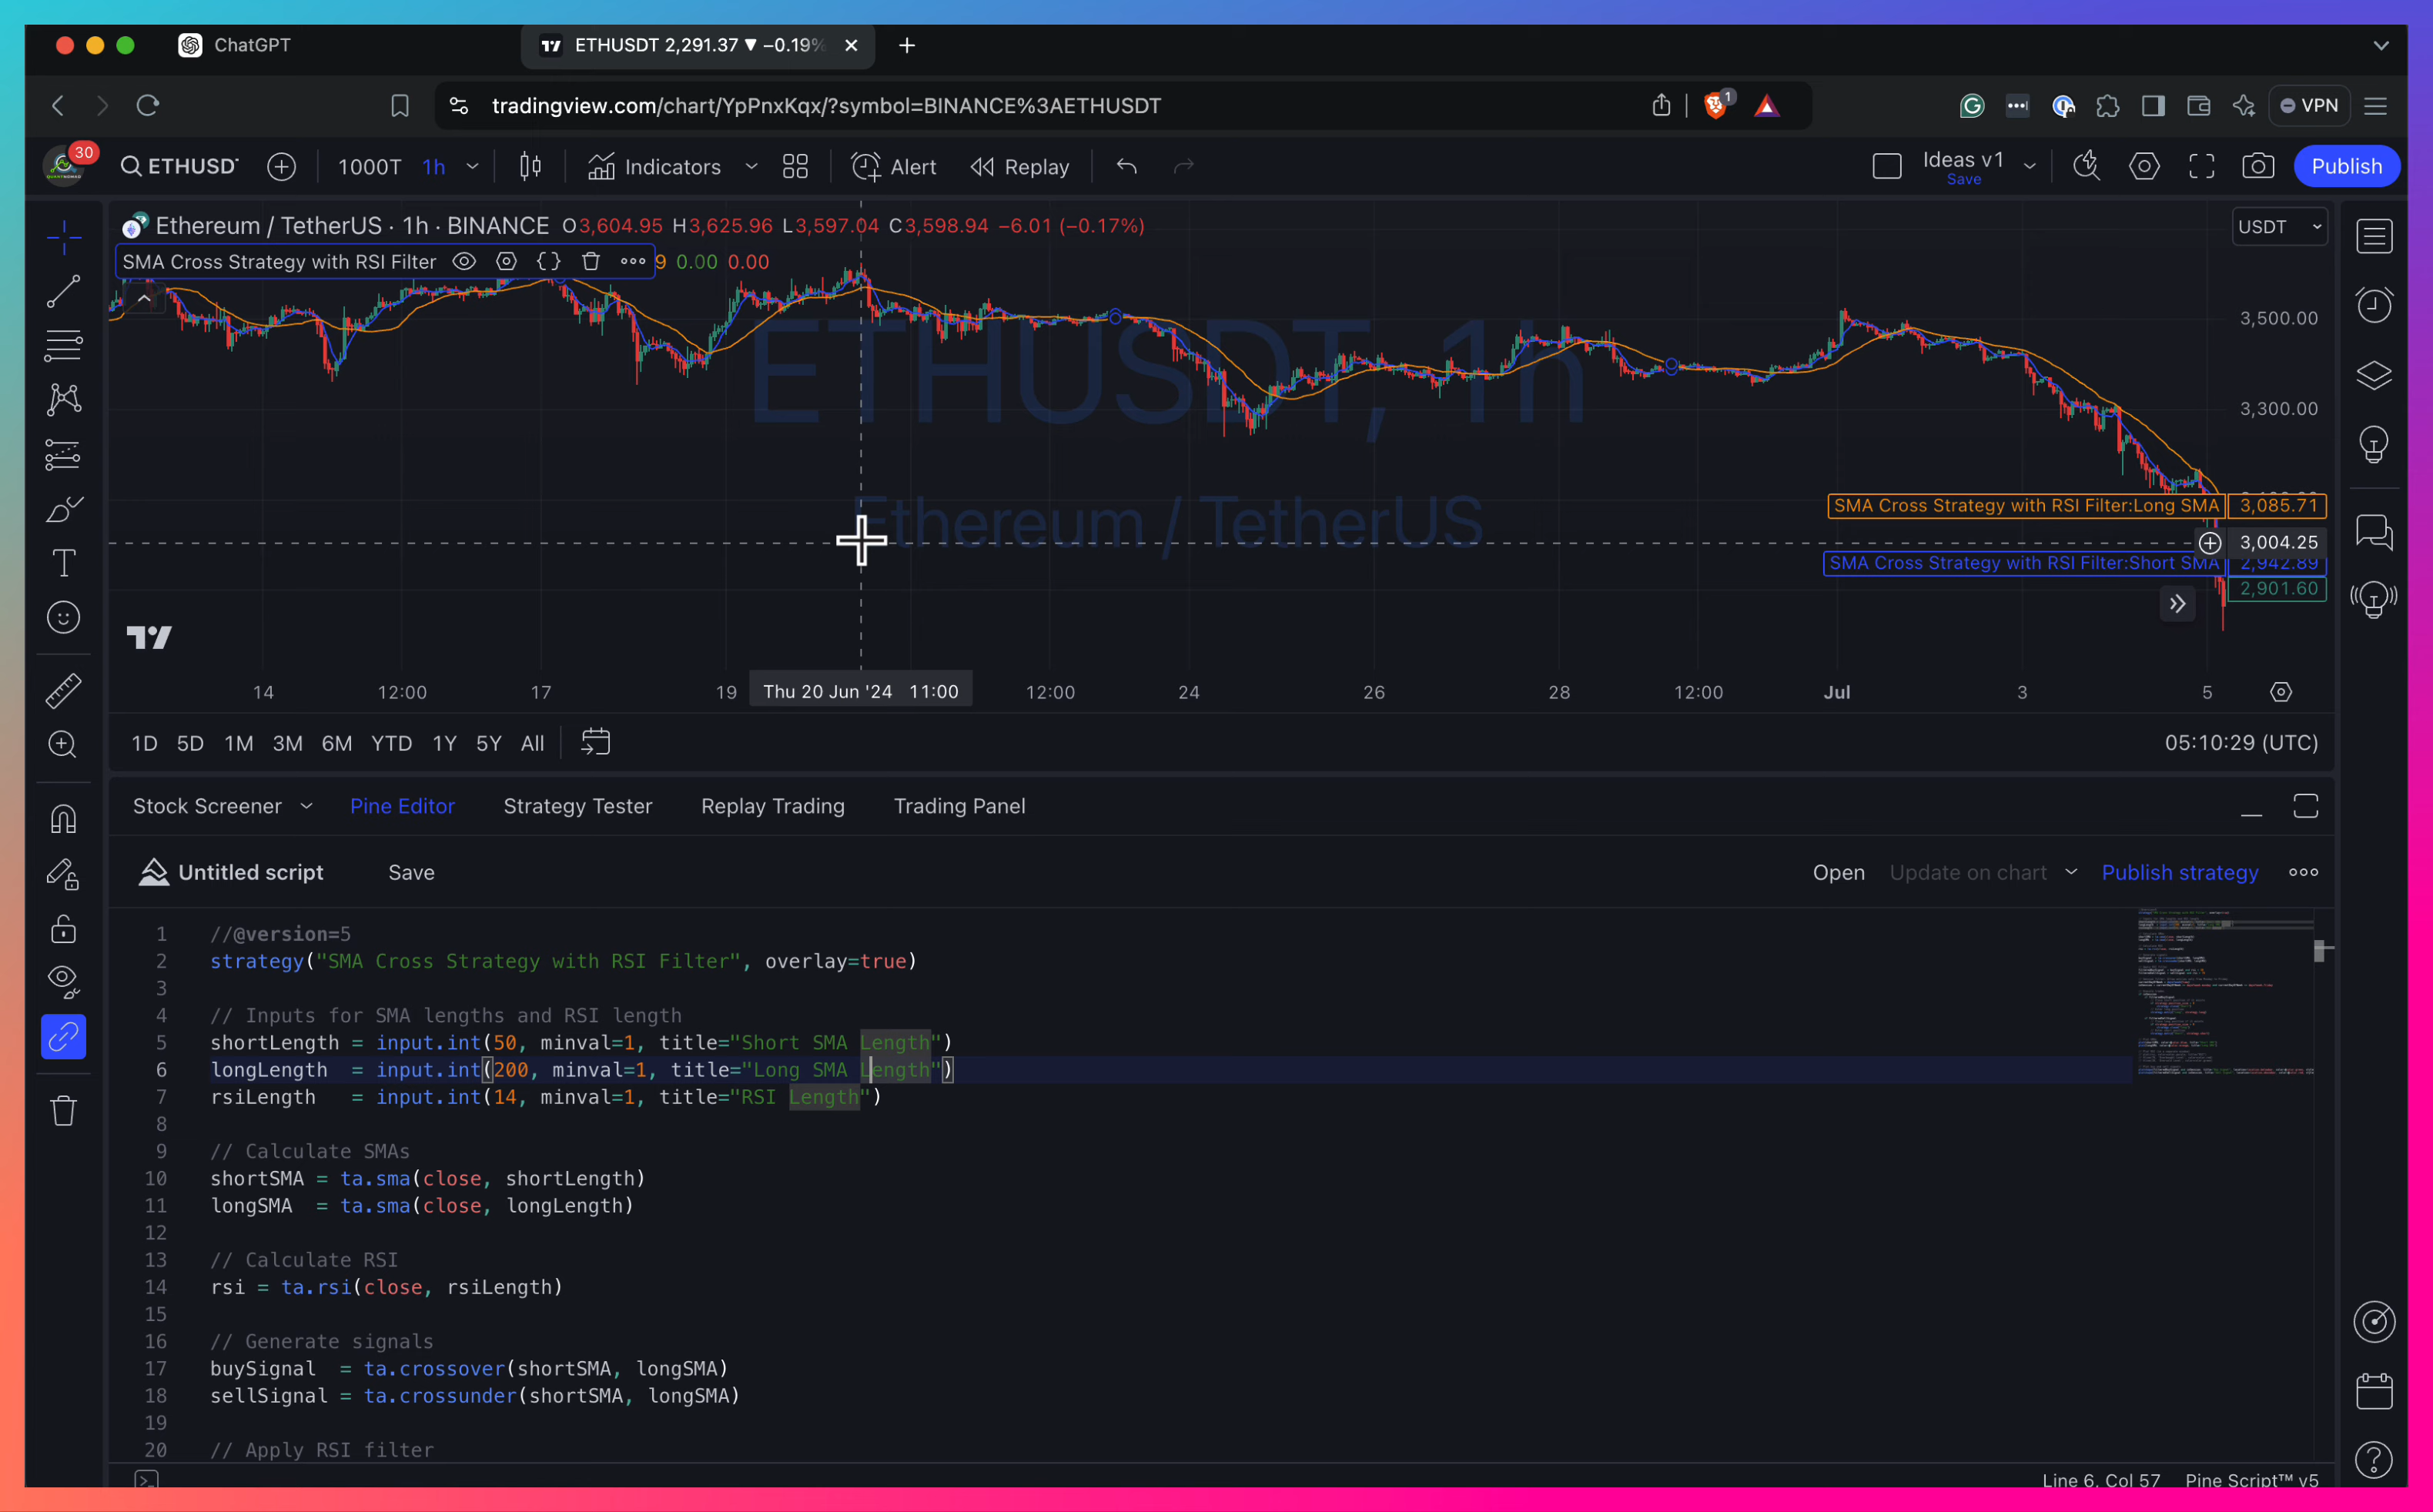 ChatGPT
ETHUSDT 2,291.37 ▼ −0.19%
tradingview.com/chart/YpPnxKqx/?symbol=BINANCE%3AETHUSDT
1
VPN
30
ETHUSDT
1000T 1h
Indicators
Alert
Replay
Ideas v1
Save
Publish
Ethereum / TetherUS · 1h · BINANCE O3,604.95 H3,625.96 L3,597.04 C3,598.94 −6.01 (−0.17%)
USDT
SMA Cross Strategy with RSI Filter 9 0.00 0.00
ETHUSDT, 1h
Ethereum / TetherUS
3,500.00
3,300.00
SMA Cross Strategy with RSI Filter:Long SMA 3,085.71
3,004.25
SMA Cross Strategy with RSI Filter:Short SMA 2,942.89
2,901.60
14 12:00 17 19 Thu 20 Jun '24 11:00 12:00 24 26 28 12:00 Jul 3 5
1D 5D 1M 3M 6M YTD 1Y 5Y All
05:10:29 (UTC)
Stock Screener Pine Editor Strategy Tester Replay Trading Trading Panel
Untitled script Save
Open Update on chart Publish strategy
1 //@version=5
2 strategy("SMA Cross Strategy with RSI Filter", overlay=true)
3
4 // Inputs for SMA lengths and RSI length
5 shortLength = input.int(50, minval=1, title="Short SMA Length")
6 longLength  = input.int(200, minval=1, title="Long SMA Length")
7 rsiLength   = input.int(14, minval=1, title="RSI Length")
8
9 // Calculate SMAs
10 shortSMA = ta.sma(close, shortLength)
11 longSMA  = ta.sma(close, longLength)
12
13 // Calculate RSI
14 rsi = ta.rsi(close, rsiLength)
15
16 // Generate signals
17 buySignal  = ta.crossover(shortSMA, longSMA)
18 sellSignal = ta.crossunder(shortSMA, longSMA)
19
20 // Apply RSI filter
Line 6, Col 57 Pine Script™ v5